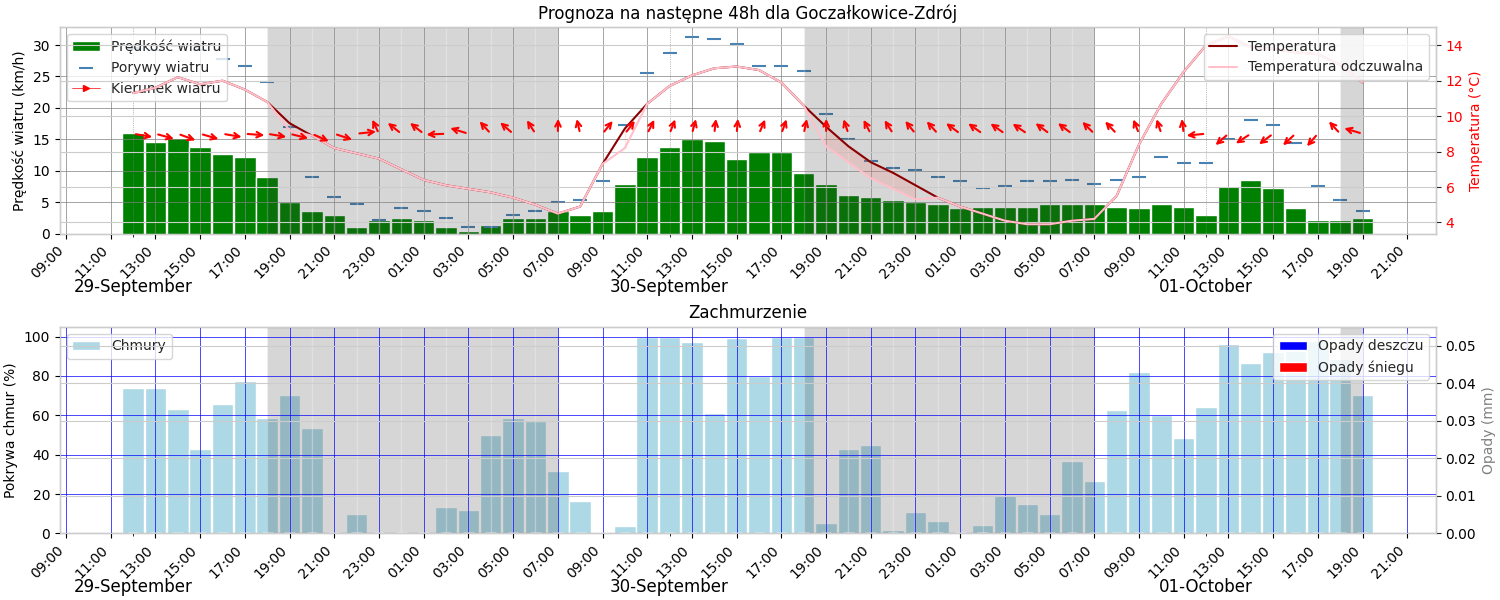 Prognoza na następne 48h dla Goczałkowice-Zdrój
Prędkość wiatru (km/h)
30
25
20
15
10
5
0
Prędkość wiatru
Porywy wiatru
Kierunek wiatru
Temperatura
Temperatura odczuwalna
14
12
10
8
6
4
Temperatura (°C)
09:00 11:00 13:00 15:00 17:00 19:00 21:00 23:00 01:00 03:00 05:00 07:00 09:00 11:00 13:00 15:00 17:00 19:00 21:00 23:00 01:00 03:00 05:00 07:00 09:00 11:00 13:00 15:00 17:00 19:00 21:00
29-September 30-September 01-October
Zachmurzenie
Pokrywa chmur (%)
100
80
60
40
20
0
Chmury
Opady deszczu
Opady śniegu
0.05
0.04
0.03
0.02
0.01
0.00
Opady (mm)
09:00 11:00 13:00 15:00 17:00 19:00 21:00 23:00 01:00 03:00 05:00 07:00 09:00 11:00 13:00 15:00 17:00 19:00 21:00 23:00 01:00 03:00 05:00 07:00 09:00 11:00 13:00 15:00 17:00 19:00 21:00
29-September 30-September 01-October